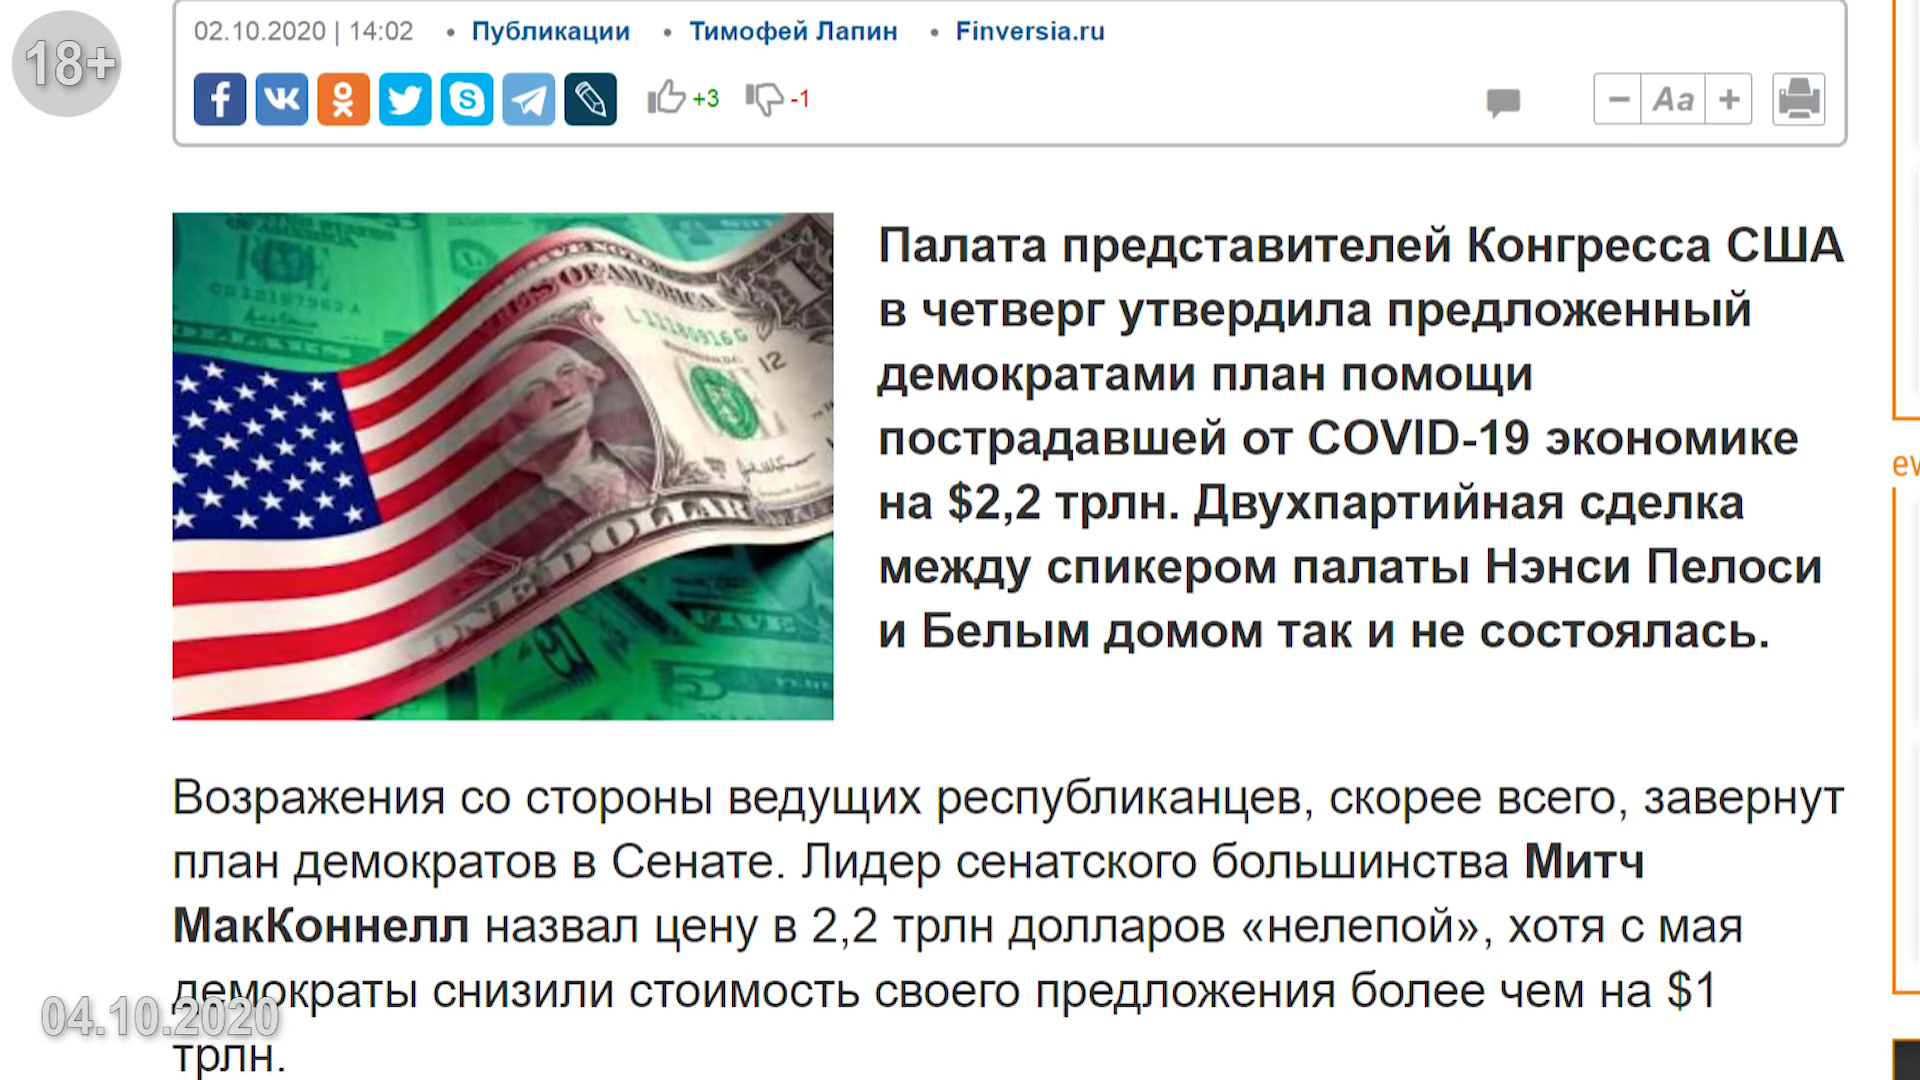 18+
02.10.2020 | 14:02 • Публикации • Тимофей Лапин • Finversia.ru
+3 -1
− Aa +
Палата представителей Конгресса США
в четверг утвердила предложенный
демократами план помощи
пострадавшей от COVID-19 экономике
на $2,2 трлн. Двухпартийная сделка
между спикером палаты Нэнси Пелоси
и Белым домом так и не состоялась.
Возражения со стороны ведущих республиканцев, скорее всего, завернут
план демократов в Сенате. Лидер сенатского большинства Митч
МакКоннелл назвал цену в 2,2 трлн долларов «нелепой», хотя с мая
демократы снизили стоимость своего предложения более чем на $1
трлн.
04.10.2020